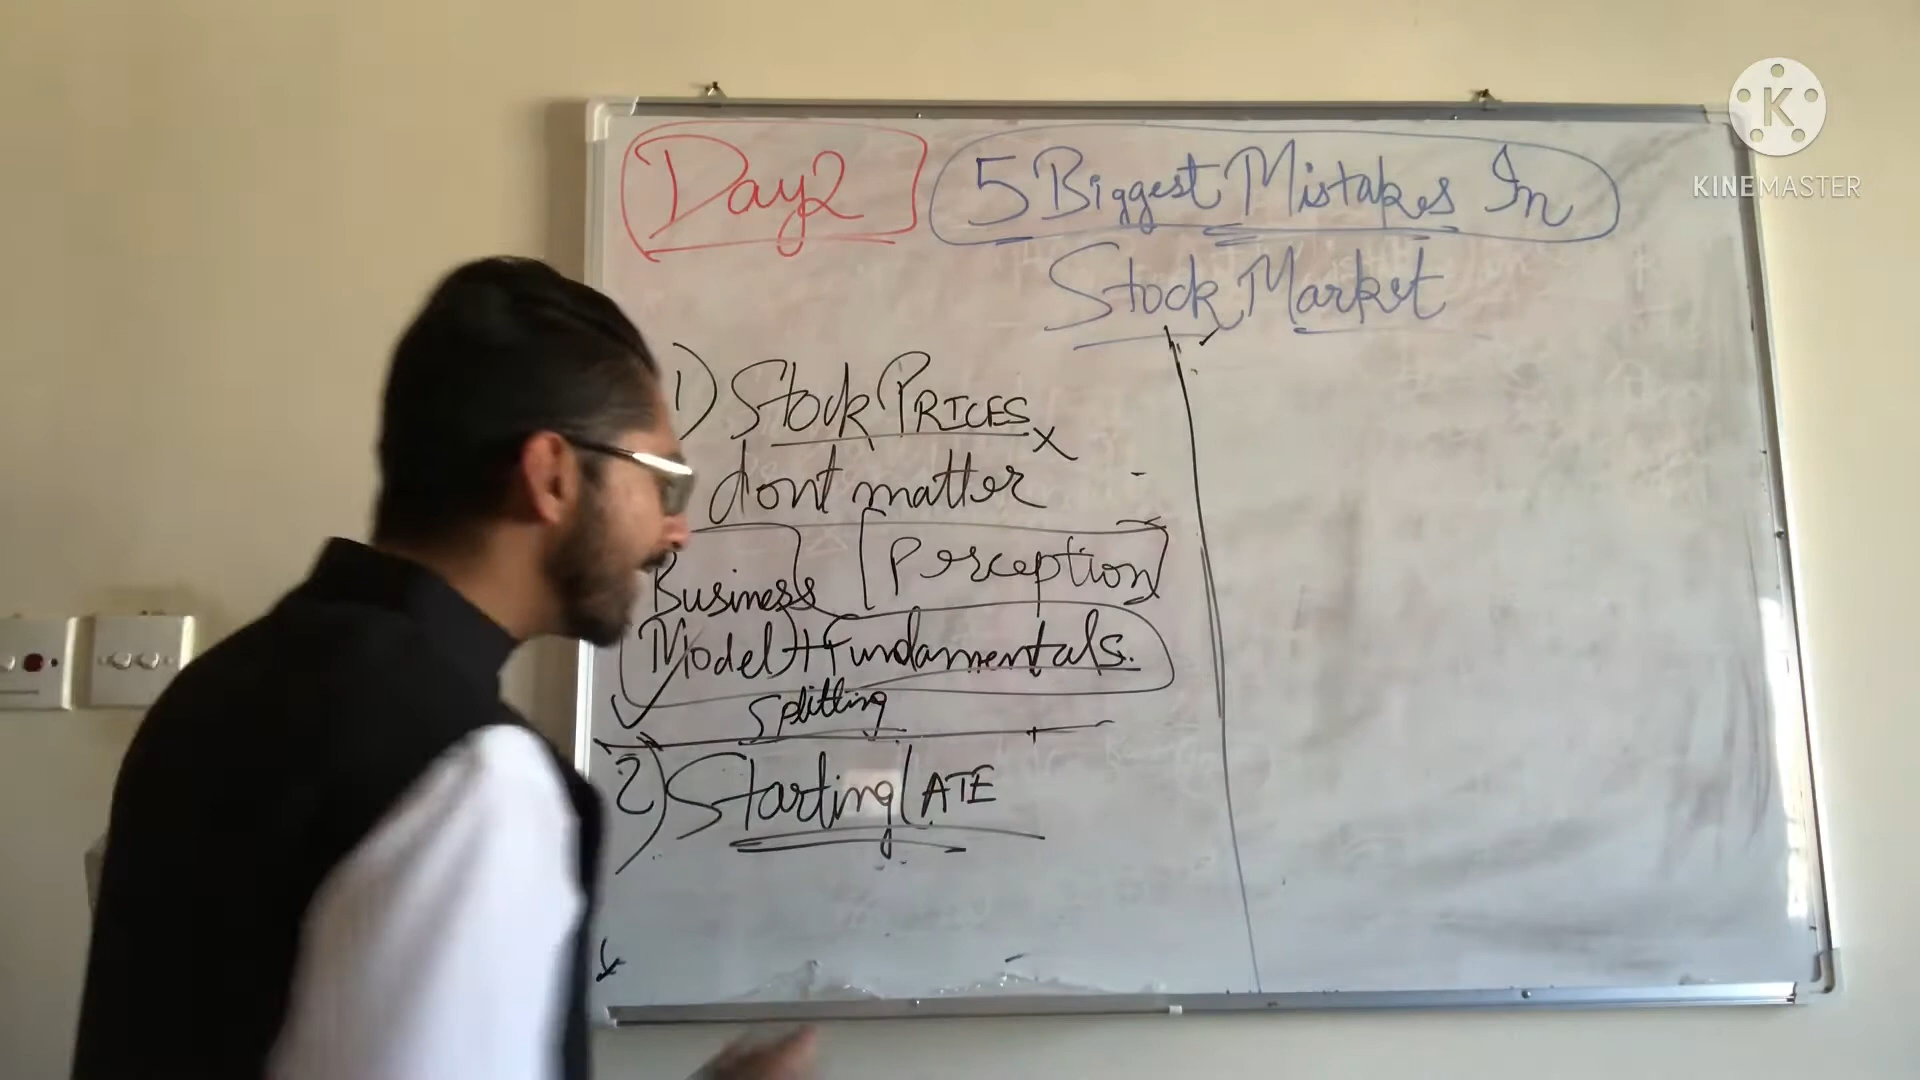 Day2
5 Biggest Mistakes In
Stock Market
1) Stock PRICES x
dont matter
Perception
Business
Model + Fundamentals.
Splitting
2) Starting LATE
K
KINEMASTER